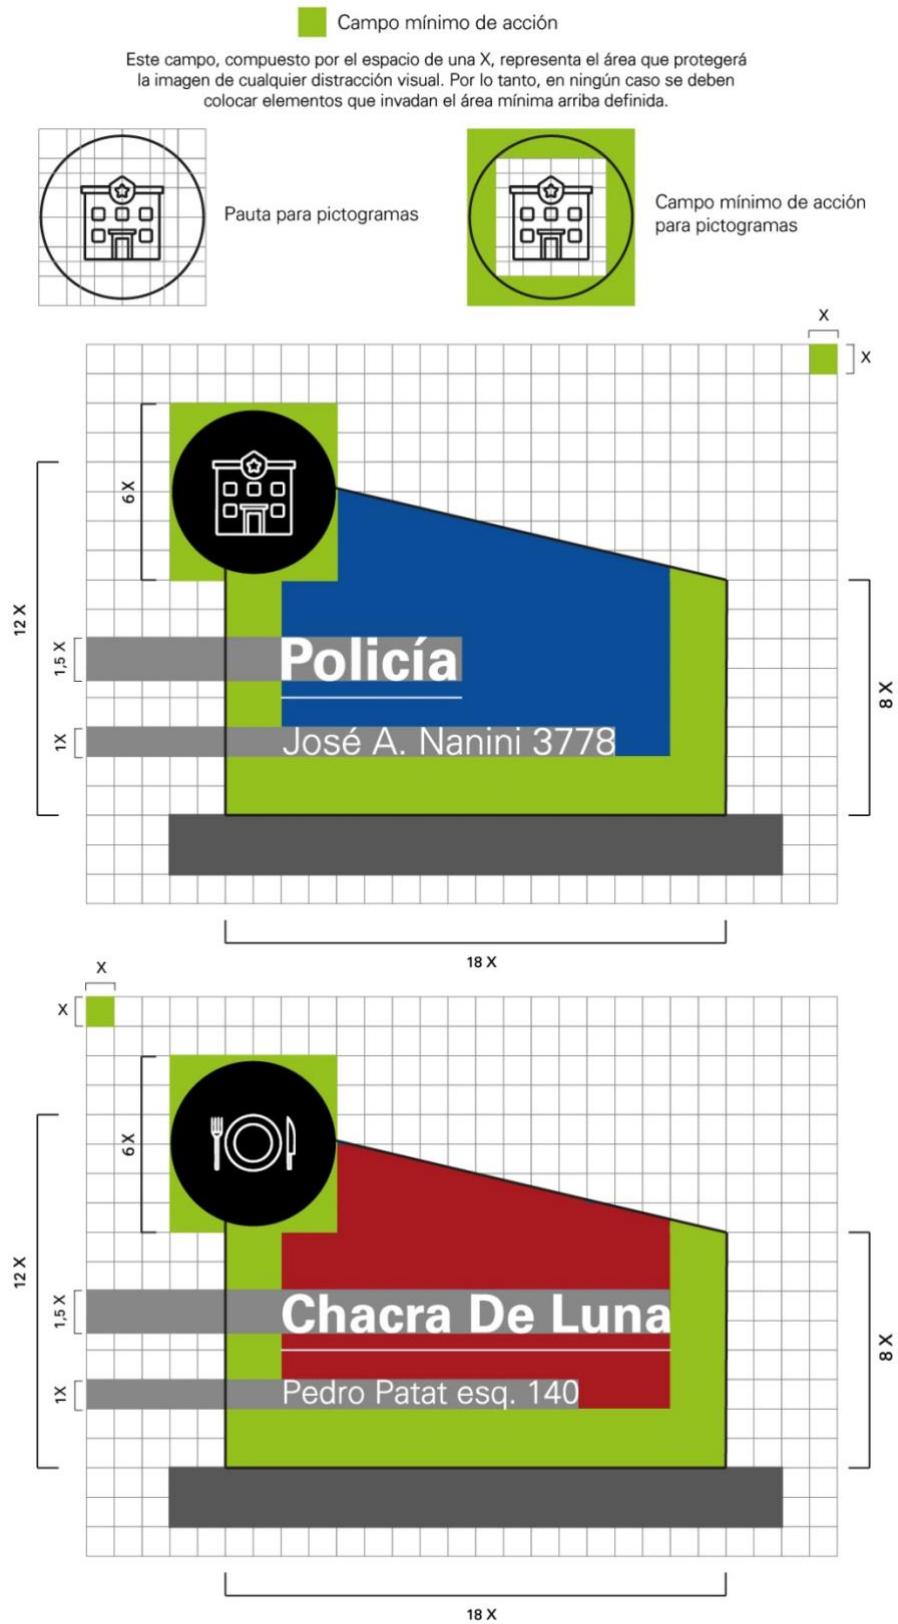 Campo mínimo de acción
Este campo, compuesto por el espacio de una X, representa el área que protegerá
la imagen de cualquier distracción visual. Por lo tanto, en ningún caso se deben
colocar elementos que invadan el área mínima arriba definida.
Pauta para pictogramas
Campo mínimo de acción
para pictogramas
X
X
6 X
12 X
1,5 X
Policía
8 X
1X
José A. Nanini 3778
18 X
X
X
6 X
12 X
1,5 X
Chacra De Luna
8 X
1X
Pedro Patat esq. 140
18 X